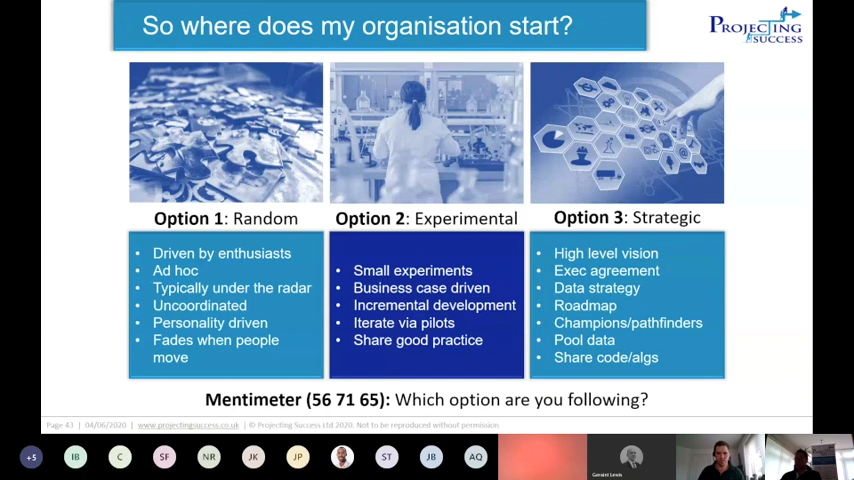 So where does my organisation start?
PROJECTING
SUCCESS
Option 1: Random
Driven by enthusiasts
Ad hoc
Typically under the radar
Uncoordinated
Personality driven
Fades when people
move
Option 2: Experimental
Small experiments
Business case driven
Incremental development
Iterate via pilots
Share good practice
Option 3: Strategic
High level vision
Exec agreement
Data strategy
Roadmap
Champions/pathfinders
Pool data
Share code/algs
Mentimeter (56 71 65): Which option are you following?
Page 43 | 04/06/2020 | www.projectingsuccess.co.uk | © Projecting Success Ltd 2020. Not to be reproduced without permission
+5 IB C SF NR JK JP ST JB AQ
Geraint Lewis